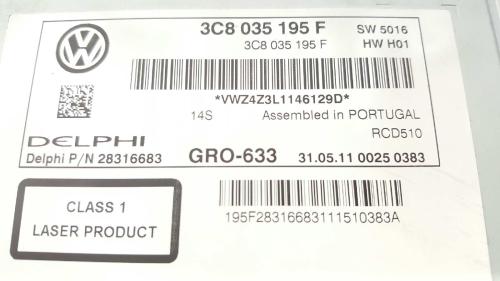 3C8 035 195 F SW 5016
3C8 035 195 F HW H01
*VWZ4Z3L1146129D*
14S Assembled in PORTUGAL
RCD510
DELPHI
Delphi P/N 28316683 GRO-633 31.05.11 0025 0383
CLASS 1
LASER PRODUCT
195F28316683111510383A